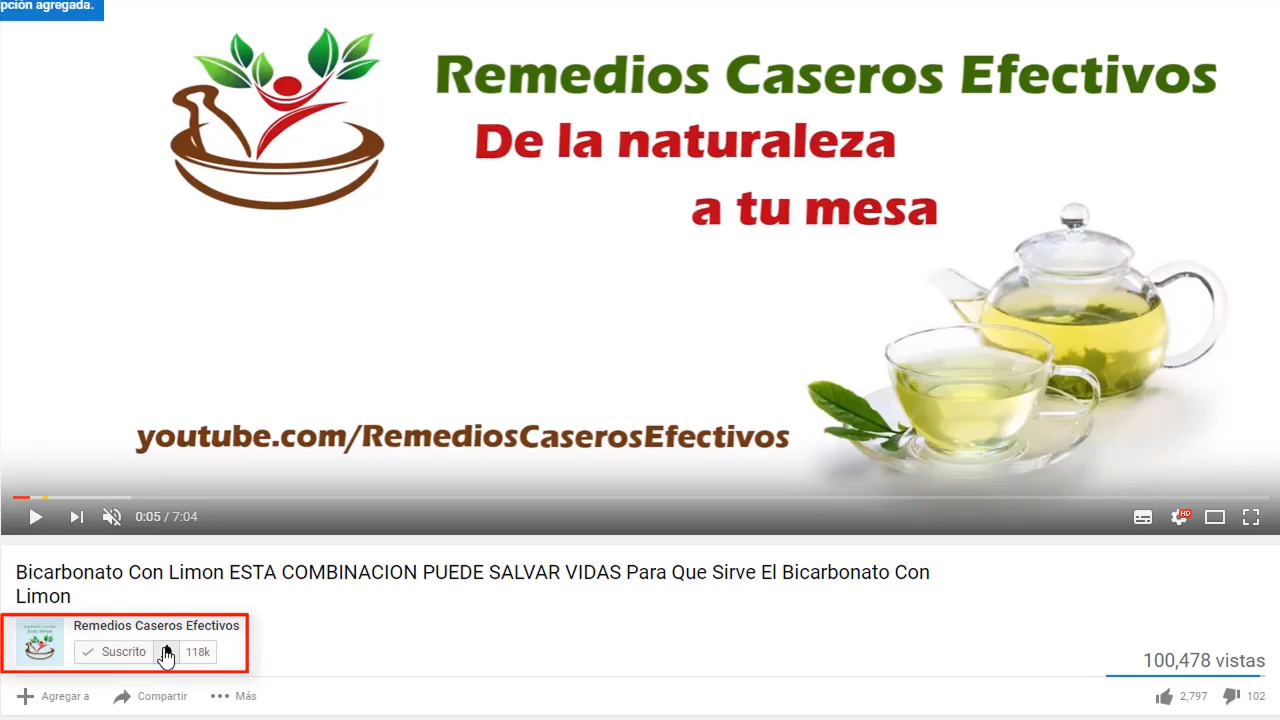 pción agregada.
Remedios Caseros Efectivos
De la naturaleza
a tu mesa
youtube.com/RemediosCaserosEfectivos
0:05 / 7:04
HD
Bicarbonato Con Limon ESTA COMBINACION PUEDE SALVAR VIDAS Para Que Sirve El Bicarbonato Con
Limon
Remedios Caseros Efectivos
Suscrito 118k
100,478 vistas
Agregar a Compartir Más 2,797 102